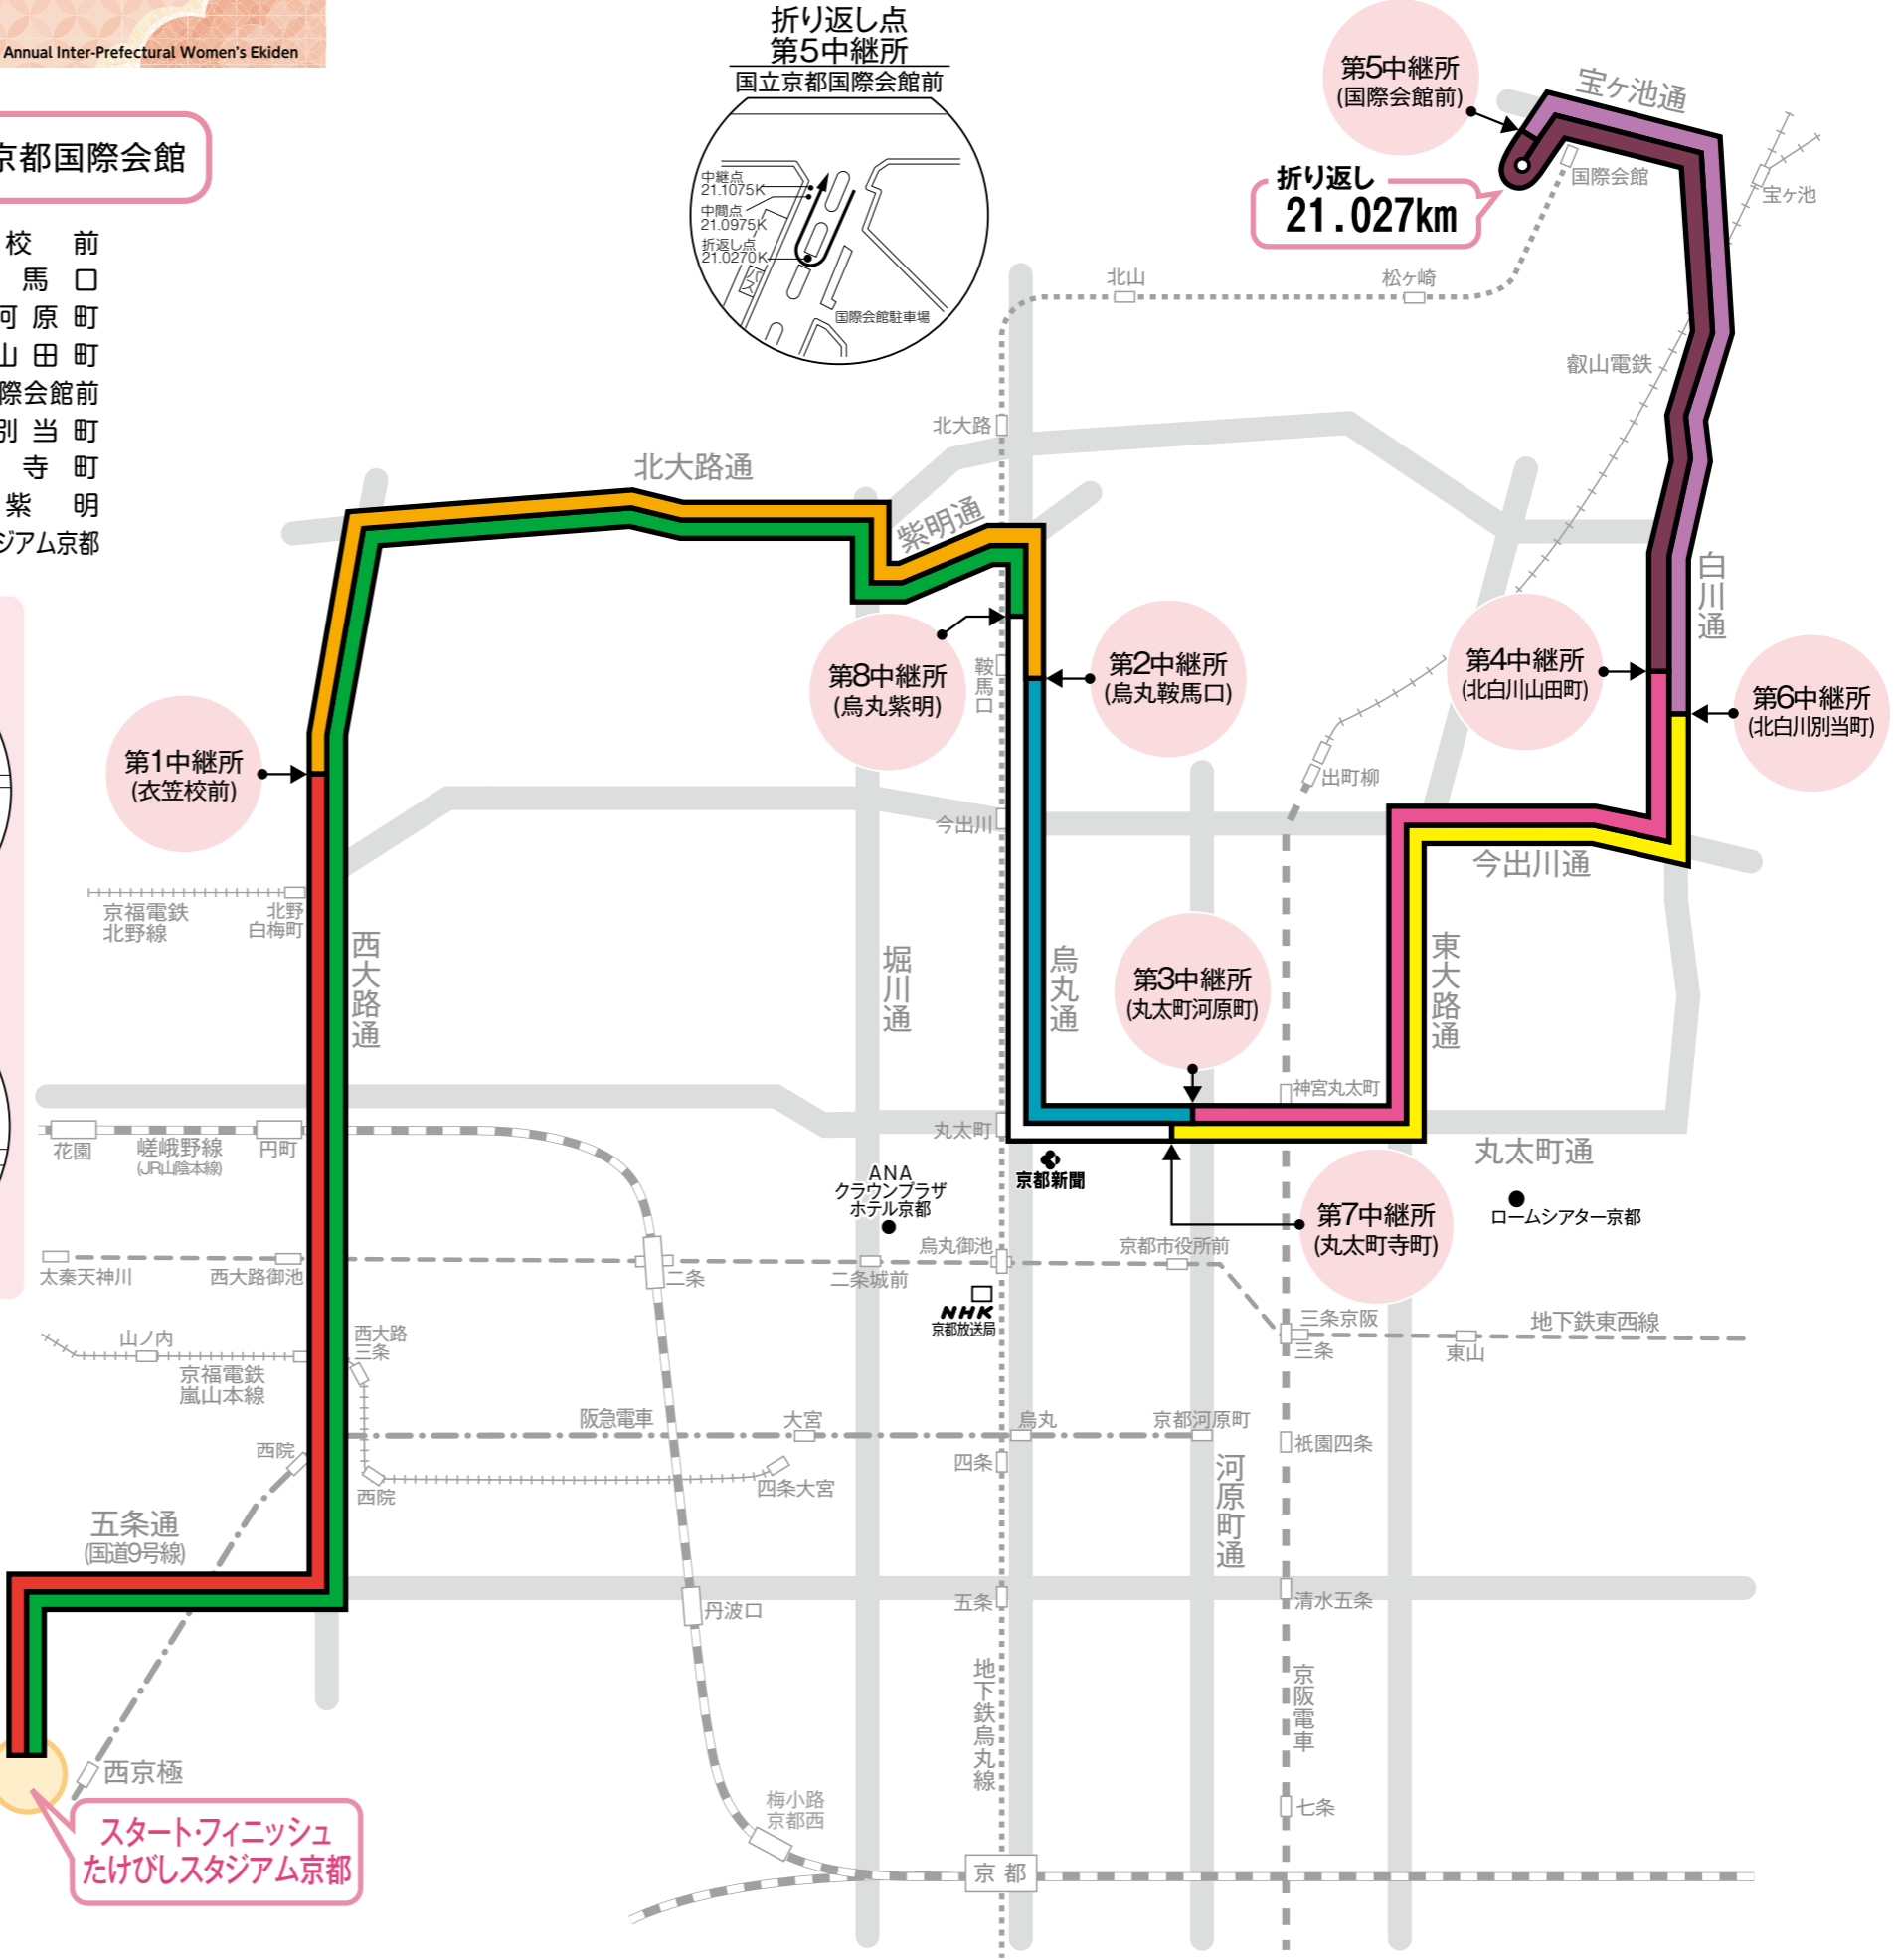 Annual Inter-Prefectural Women's Ekiden
京都国際会館
校前
馬口
河原町
山田町
際会館前
別当町
寺町
紫明
ジアム京都
折り返し点
第5中継所
国立京都国際会館前
中継点
21.1075K
中間点
21.0975K
折返し点
21.0270K
国際会館駐車場
第5中継所
(国際会館前)
宝ヶ池通
折り返し
21.027km
国際会館
宝ヶ池
北山
松ヶ崎
叡山電鉄
北大路
北大路通
紫明通
白川通
第8中継所
(烏丸紫明)
鞍馬口
第2中継所
(烏丸鞍馬口)
第4中継所
(北白川山田町)
第6中継所
(北白川別当町)
第1中継所
(衣笠校前)
出町柳
今出川
今出川通
京福電鉄
北野線
北野
白梅町
西大路通
堀川通
烏丸通
第3中継所
(丸太町河原町)
東大路通
神宮丸太町
丸太町
丸太町通
花園
嵯峨野線
(JR山陰本線)
円町
京都新聞
ANA
クラウンプラザ
ホテル京都
第7中継所
(丸太町寺町)
ロームシアター京都
太秦天神川
西大路御池
二条
二条城前
烏丸御池
京都市役所前
NHK
京都放送局
三条京阪
三条
東山
地下鉄東西線
山ノ内
京福電鉄
嵐山本線
西大路
三条
阪急電車
大宮
烏丸
京都河原町
西院
西院
四条大宮
四条
祇園四条
河原町通
五条通
(国道9号線)
丹波口
五条
清水五条
地下鉄烏丸線
京阪電車
西京極
梅小路
京都西
七条
京都
スタート・フィニッシュ
たけびしスタジアム京都